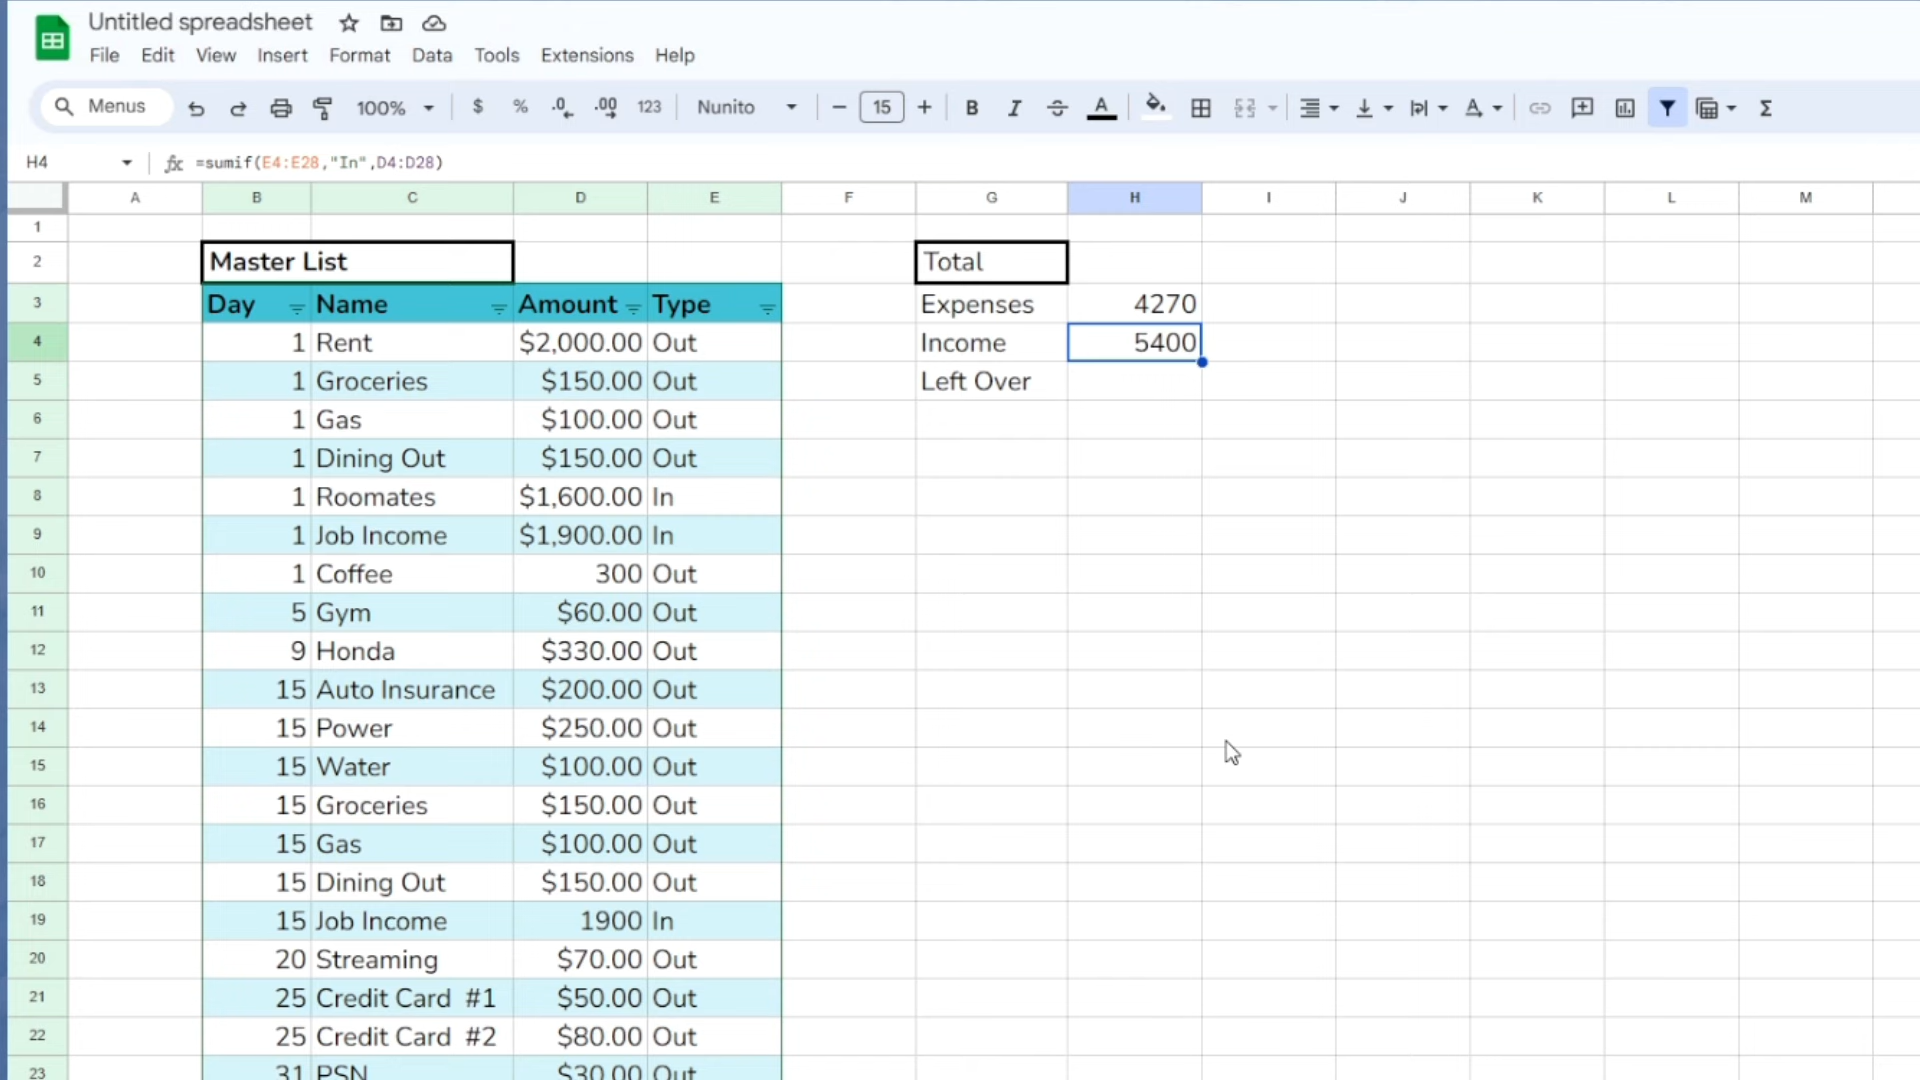 Untitled spreadsheet
File Edit View Insert Format Data Tools Extensions Help
Menus 100% $ % .0 .00 123 Nunito 15 B I A A Σ
H4 fx =sumif(E4:E28,"In",D4:D28)
A B C D E F G H I J K L M
1
2 Master List Total
3 Day Name Amount Type Expenses 4270
4 1 Rent $2,000.00 Out Income 5400
5 1 Groceries $150.00 Out Left Over
6 1 Gas $100.00 Out
7 1 Dining Out $150.00 Out
8 1 Roomates $1,600.00 In
9 1 Job Income $1,900.00 In
10 1 Coffee 300 Out
11 5 Gym $60.00 Out
12 9 Honda $330.00 Out
13 15 Auto Insurance $200.00 Out
14 15 Power $250.00 Out
15 15 Water $100.00 Out
16 15 Groceries $150.00 Out
17 15 Gas $100.00 Out
18 15 Dining Out $150.00 Out
19 15 Job Income 1900 In
20 20 Streaming $70.00 Out
21 25 Credit Card #1 $50.00 Out
22 25 Credit Card #2 $80.00 Out
23 31 PSN $30.00 Out